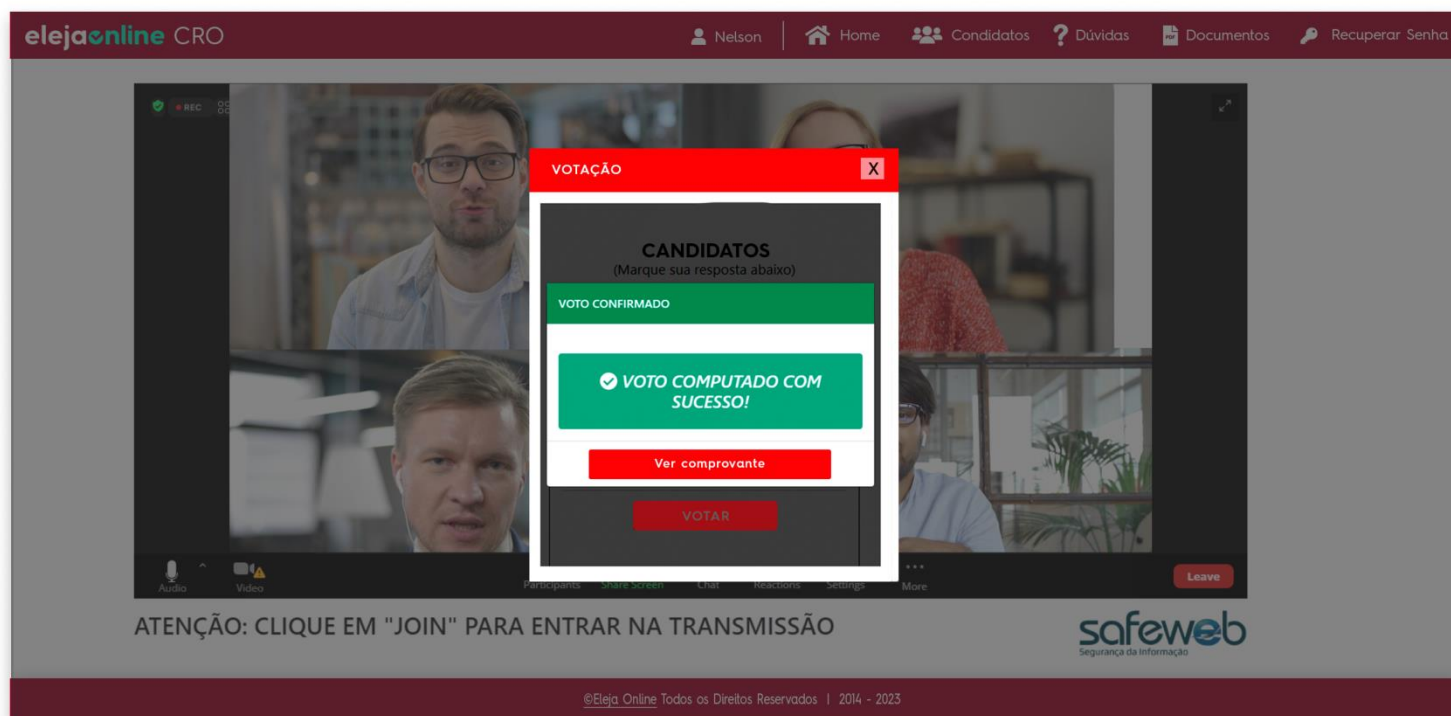 elejaonline CRO
Nelson
Home
Candidatos
? Dúvidas
PDF
Documentos
Recuperar Senha
REC
VOTAÇÃO
X
CANDIDATOS
(Marque sua resposta abaixo)
VOTO CONFIRMADO
VOTO COMPUTADO COM
SUCESSO!
Ver comprovante
VOTAR
Audio
Video
Participants
Share Screen
Chat
Reactions
Settings
More
Leave
ATENÇÃO: CLIQUE EM "JOIN" PARA ENTRAR NA TRANSMISSÃO
safeweb
Segurança da Informação
©Eleja Online Todos os Direitos Reservados | 2014 - 2023